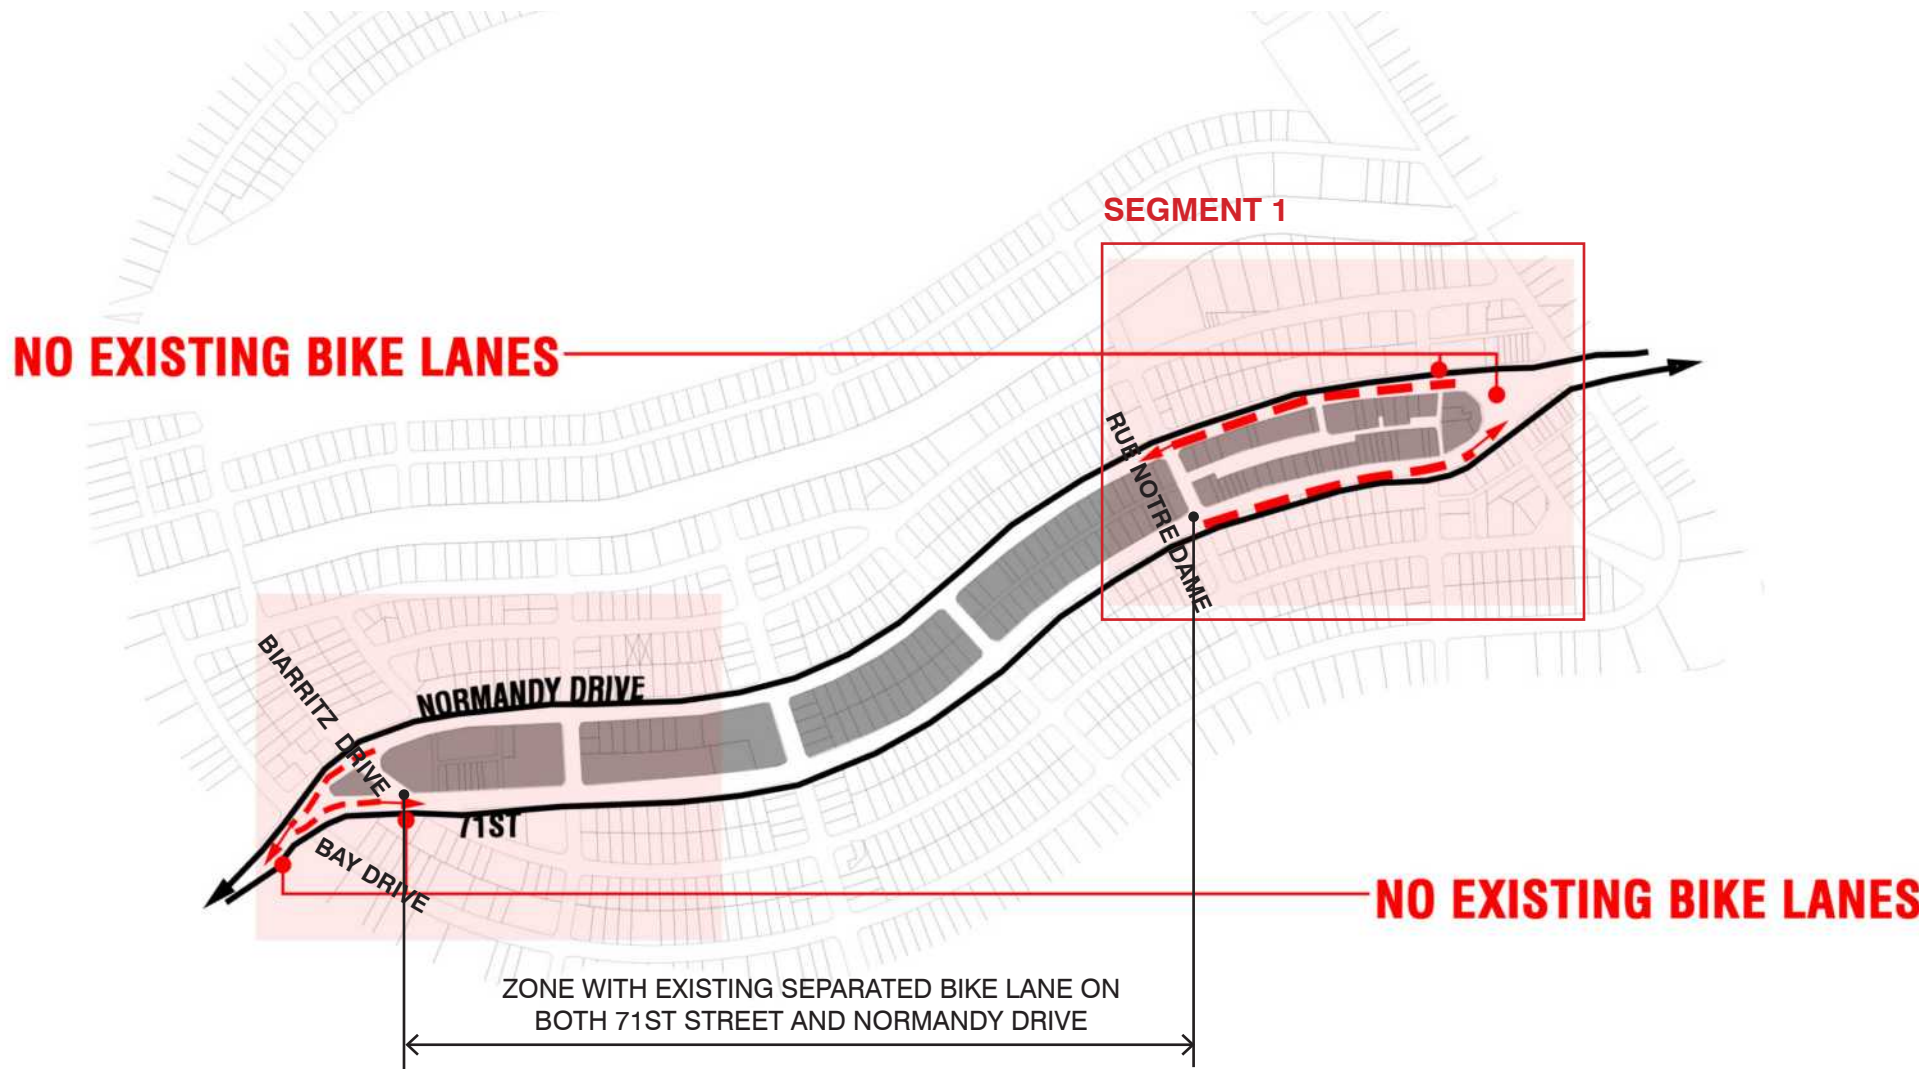 SEGMENT 1
NO EXISTING BIKE LANES
RUE NOTRE DAME
BIARRITZ DRIVE
NORMANDY DRIVE
71ST
BAY DRIVE
NO EXISTING BIKE LANES
ZONE WITH EXISTING SEPARATED BIKE LANE ON
BOTH 71ST STREET AND NORMANDY DRIVE